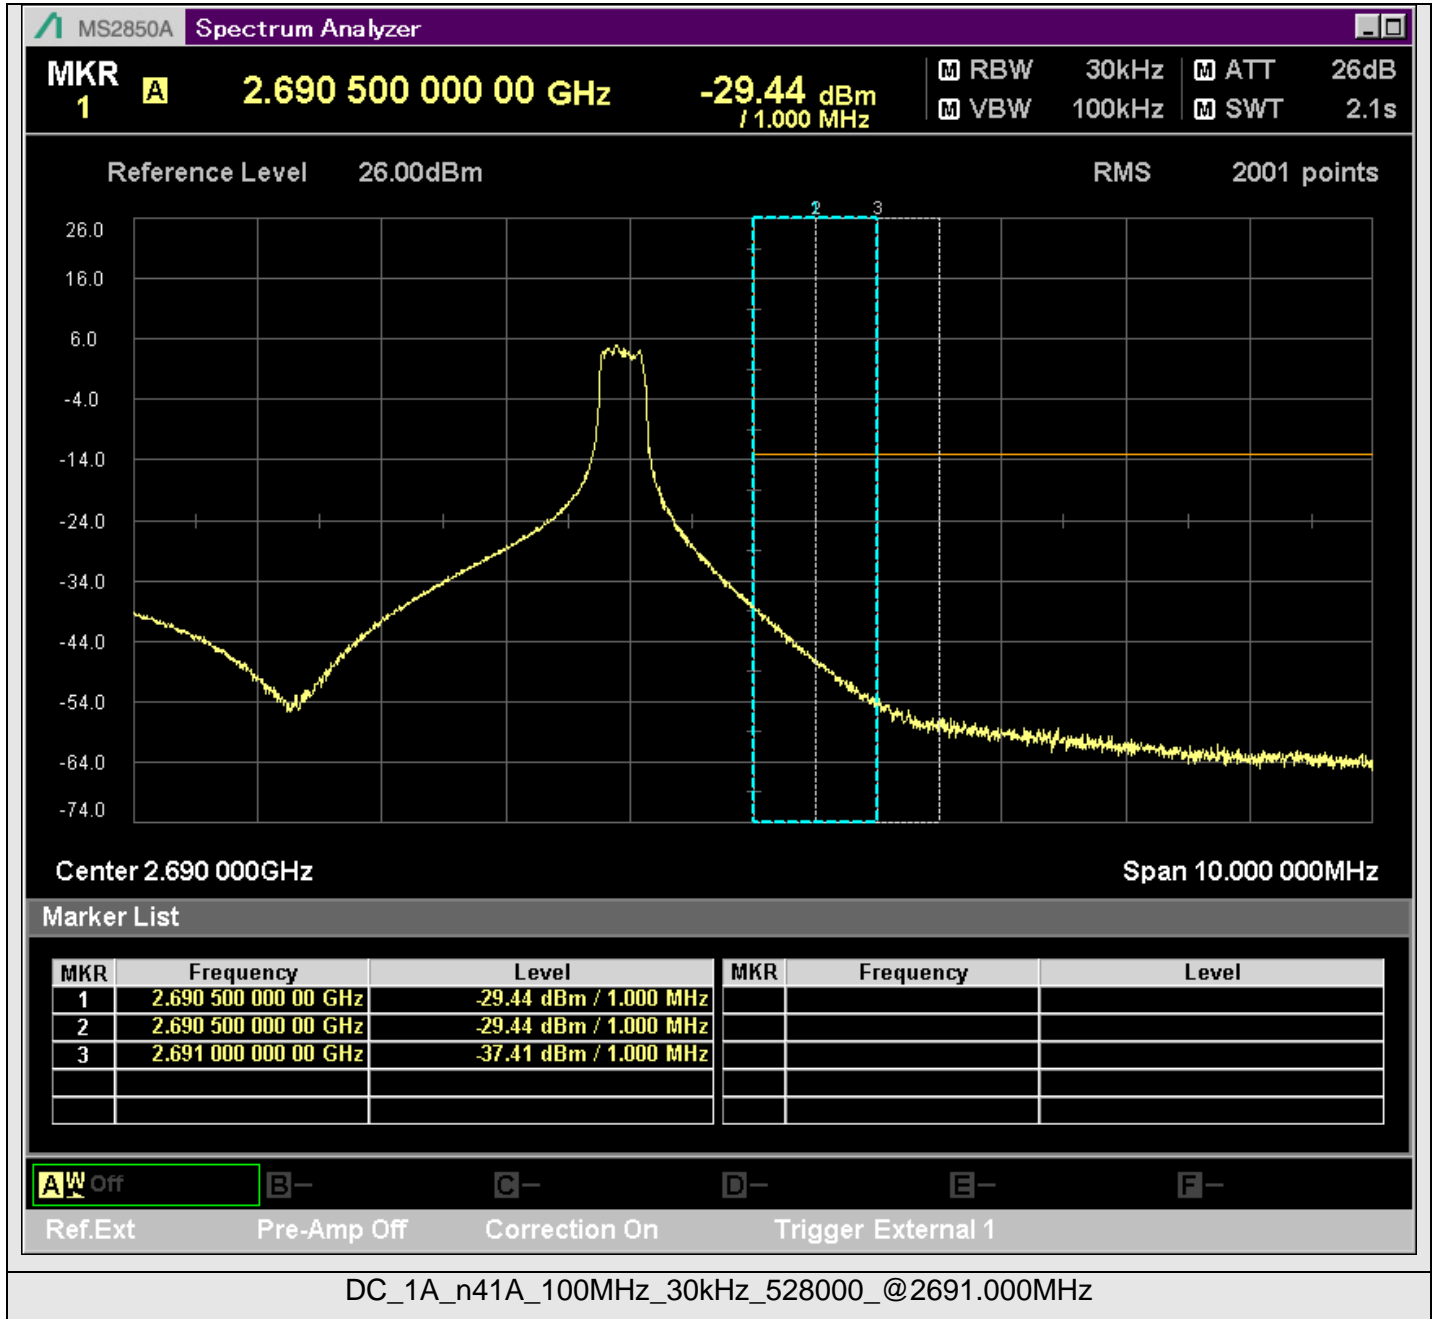 MS2850A Spectrum Analyzer
MKR 1 A 2.690 500 000 00 GHz -29.44 dBm / 1.000 MHz
M RBW 30kHz M ATT 26dB
M VBW 100kHz M SWT 2.1s
Reference Level 26.00dBm RMS 2001 points
2 3
26.0
16.0
6.0
-4.0
-14.0
-24.0
-34.0
-44.0
-54.0
-64.0
-74.0
Center 2.690 000GHz Span 10.000 000MHz
Marker List
MKR Frequency Level MKR Frequency Level
1 2.690 500 000 00 GHz -29.44 dBm / 1.000 MHz
2 2.690 500 000 00 GHz -29.44 dBm / 1.000 MHz
3 2.691 000 000 00 GHz -37.41 dBm / 1.000 MHz
A W Off B- C- D- E- F-
Ref.Ext Pre-Amp Off Correction On Trigger External 1
DC_1A_n41A_100MHz_30kHz_528000_@2691.000MHz